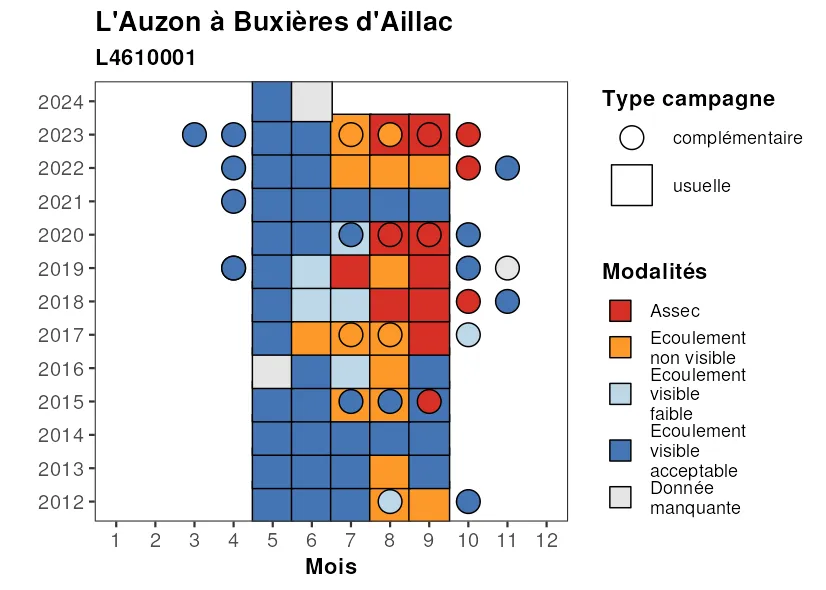 L'Auzon à Buxières d'Aillac
L4610001
2024
2023
2022
2021
2020
2019
2018
2017
2016
2015
2014
2013
2012
1 2 3 4 5 6 7 8 9 10 11 12
Mois
Type campagne
complémentaire
usuelle
Modalités
Assec
Ecoulement
non visible
Ecoulement
visible
faible
Ecoulement
visible
acceptable
Donnée
manquante